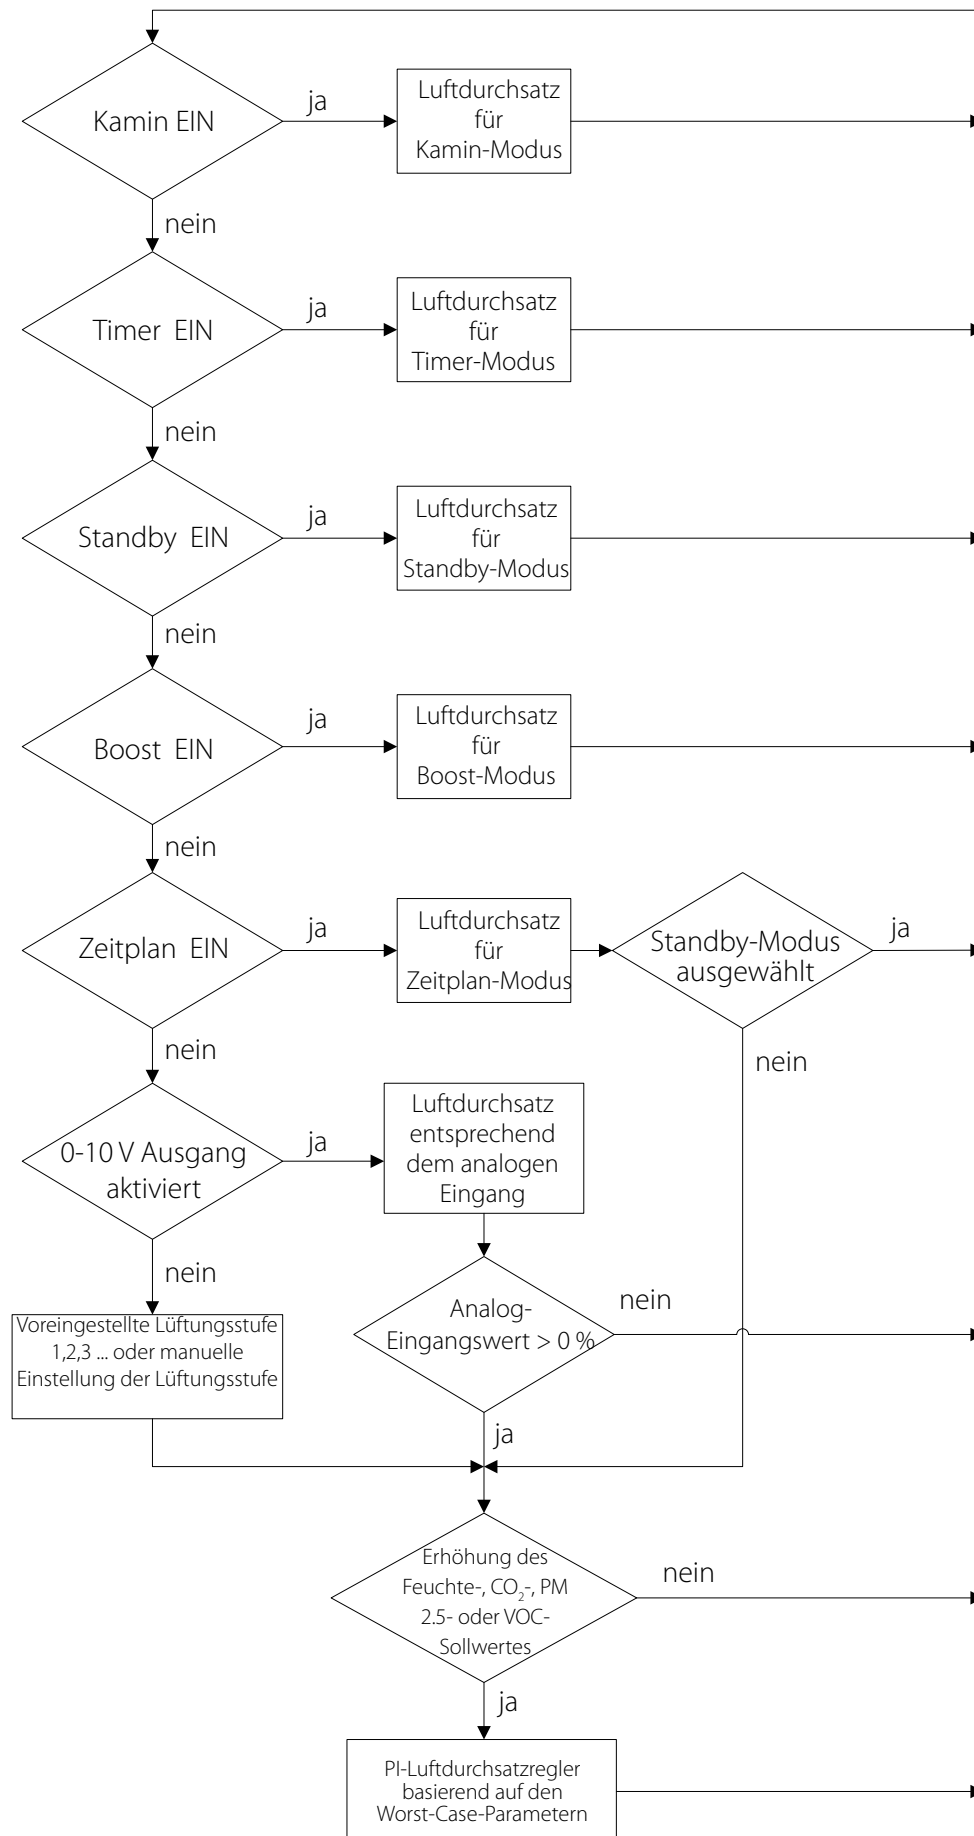 Kamin EIN
ja
Luftdurchsatz
für
Kamin-Modus
nein
Timer EIN
ja
Luftdurchsatz
für
Timer-Modus
nein
Standby EIN
ja
Luftdurchsatz
für
Standby-Modus
nein
Boost EIN
ja
Luftdurchsatz
für
Boost-Modus
nein
Zeitplan EIN
ja
Luftdurchsatz
für
Zeitplan-Modus
Standby-Modus
ausgewählt
ja
nein
nein
0-10 V Ausgang
aktiviert
ja
Luftdurchsatz
entsprechend
dem analogen
Eingang
nein
Voreingestellte Lüftungsstufe
1,2,3 ... oder manuelle
Einstellung der Lüftungsstufe
Analog-
Eingangswert > 0 %
nein
ja
Erhöhung des
Feuchte-, CO₂-, PM
2.5- oder VOC-
Sollwertes
nein
ja
PI-Luftdurchsatzregler
basierend auf den
Worst-Case-Parametern